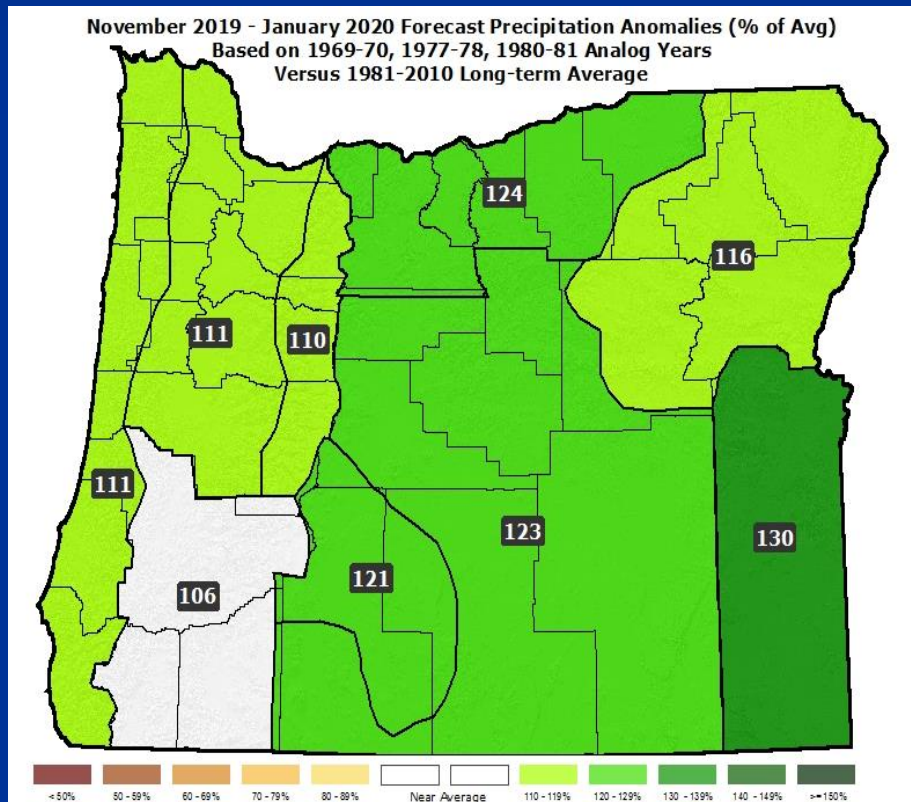 November 2019 - January 2020 Forecast Precipitation Anomalies (% of Avg)
Based on 1969-70, 1977-78, 1980-81 Analog Years
Versus 1981-2010 Long-term Average
124
116
111
110
111
123
130
121
106
< 50%
50 - 59%
60 - 69%
70 - 79%
80 - 89%
Near Average
110 - 119%
120 - 129%
130 - 139%
140 - 149%
>= 150%